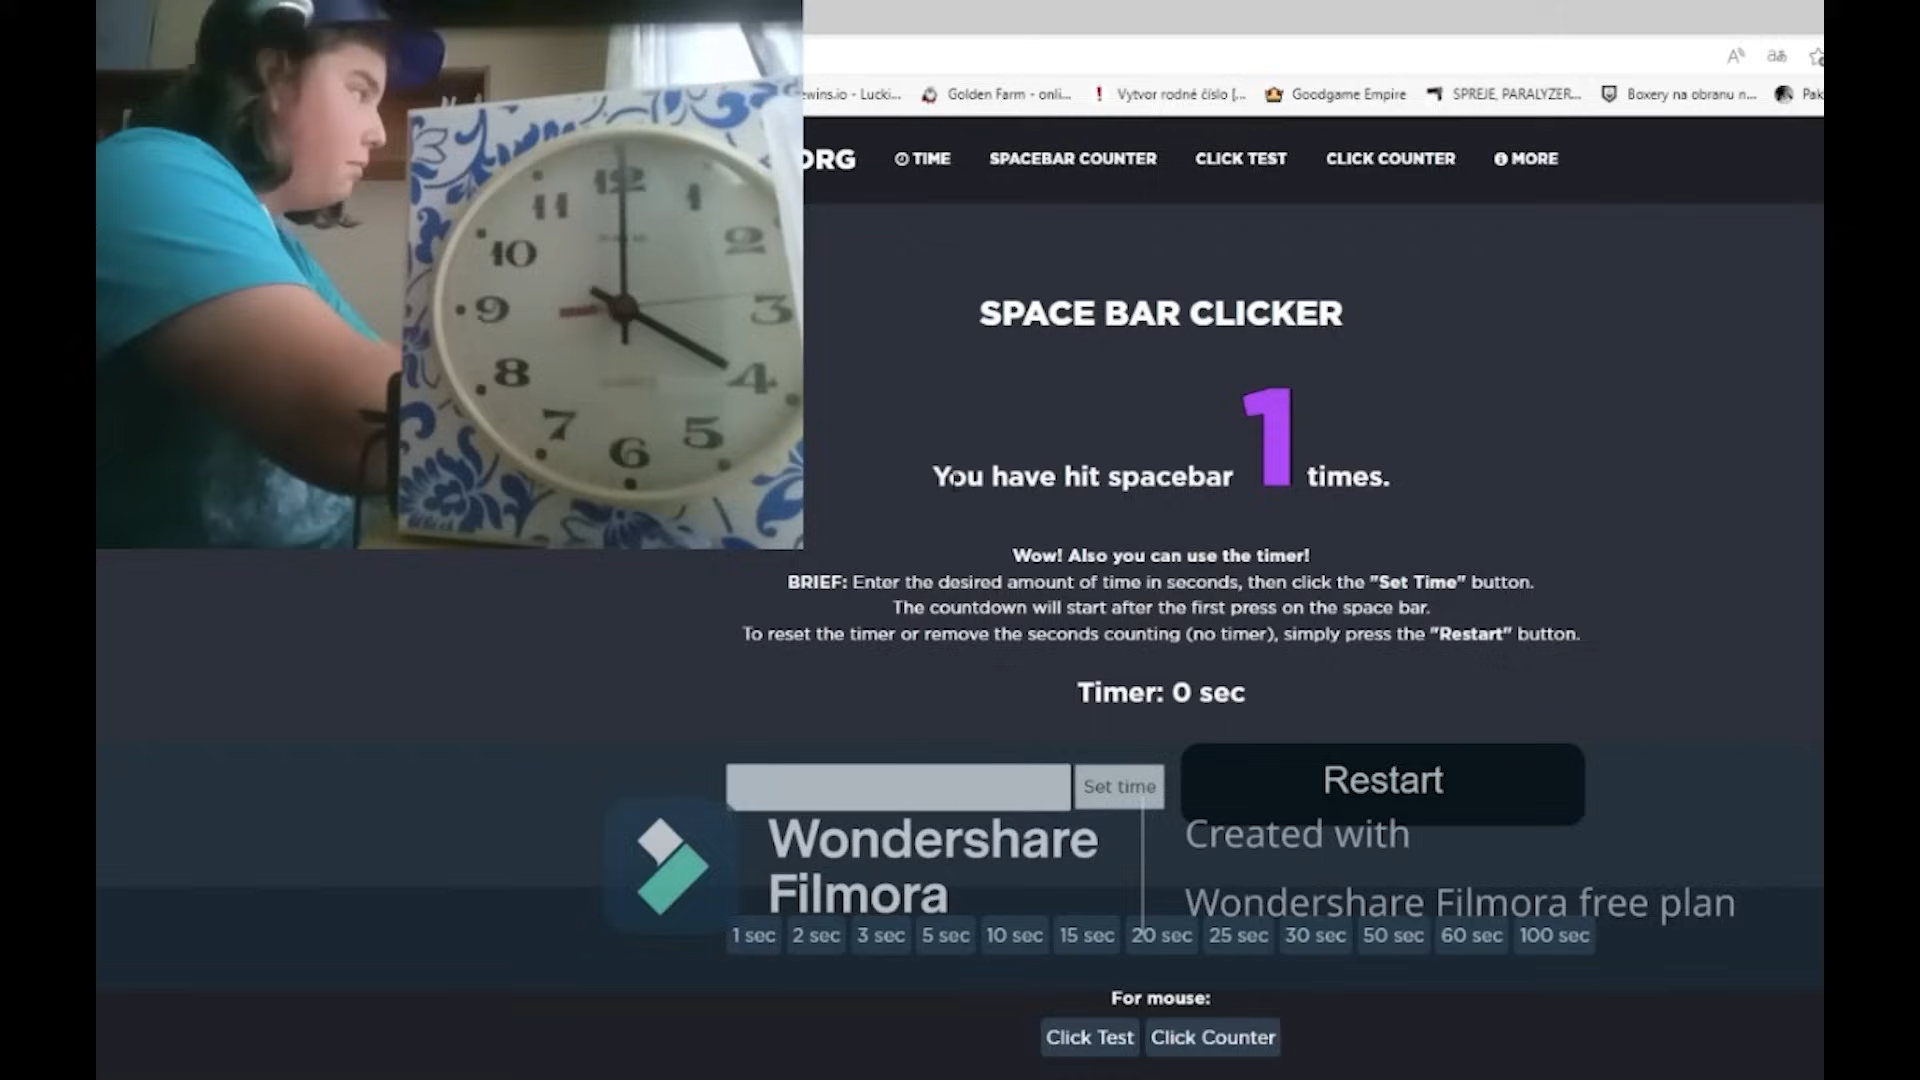 ewins.io - Lucki...
Golden Farm - onli...
Vytvor rodné číslo [...
Goodgame Empire
SPREJE, PARALYZER...
Boxery na obranu n...
Pak
ORG
TIME
SPACEBAR COUNTER
CLICK TEST
CLICK COUNTER
MORE
12
1
2
3
4
5
6
7
8
9
10
11
SPACE BAR CLICKER
You have hit spacebar 1 times.
Wow! Also you can use the timer!
BRIEF: Enter the desired amount of time in seconds, then click the "Set Time" button.
The countdown will start after the first press on the space bar.
To reset the timer or remove the seconds counting (no timer), simply press the "Restart" button.
Timer: 0 sec
Set time
Restart
Wondershare
Filmora
Created with
Wondershare Filmora free plan
1 sec 2 sec 3 sec 5 sec 10 sec 15 sec 20 sec 25 sec 30 sec 50 sec 60 sec 100 sec
For mouse:
Click Test Click Counter